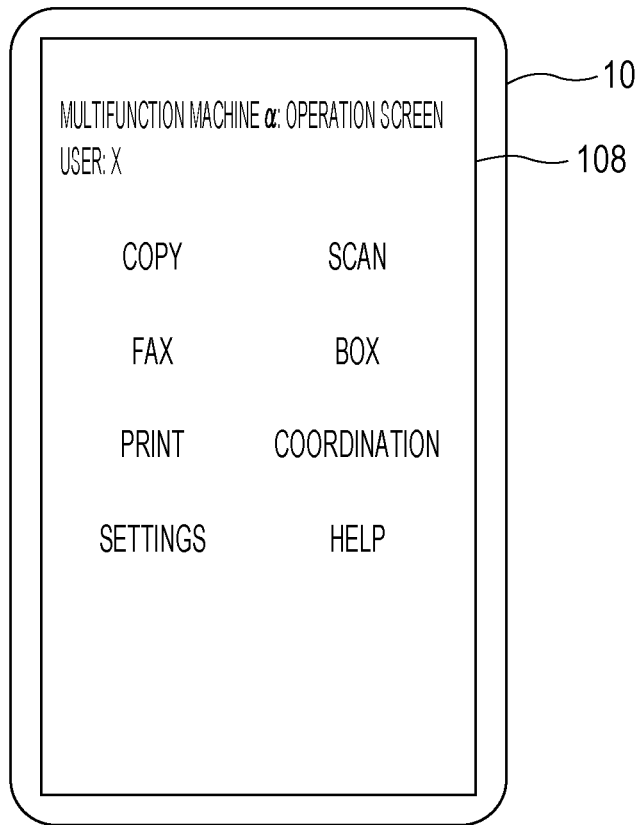 MULTIFUNCTION MACHINE α: OPERATION SCREEN
USER: X
COPY SCAN
FAX BOX
PRINT COORDINATION
SETTINGS HELP
10
108